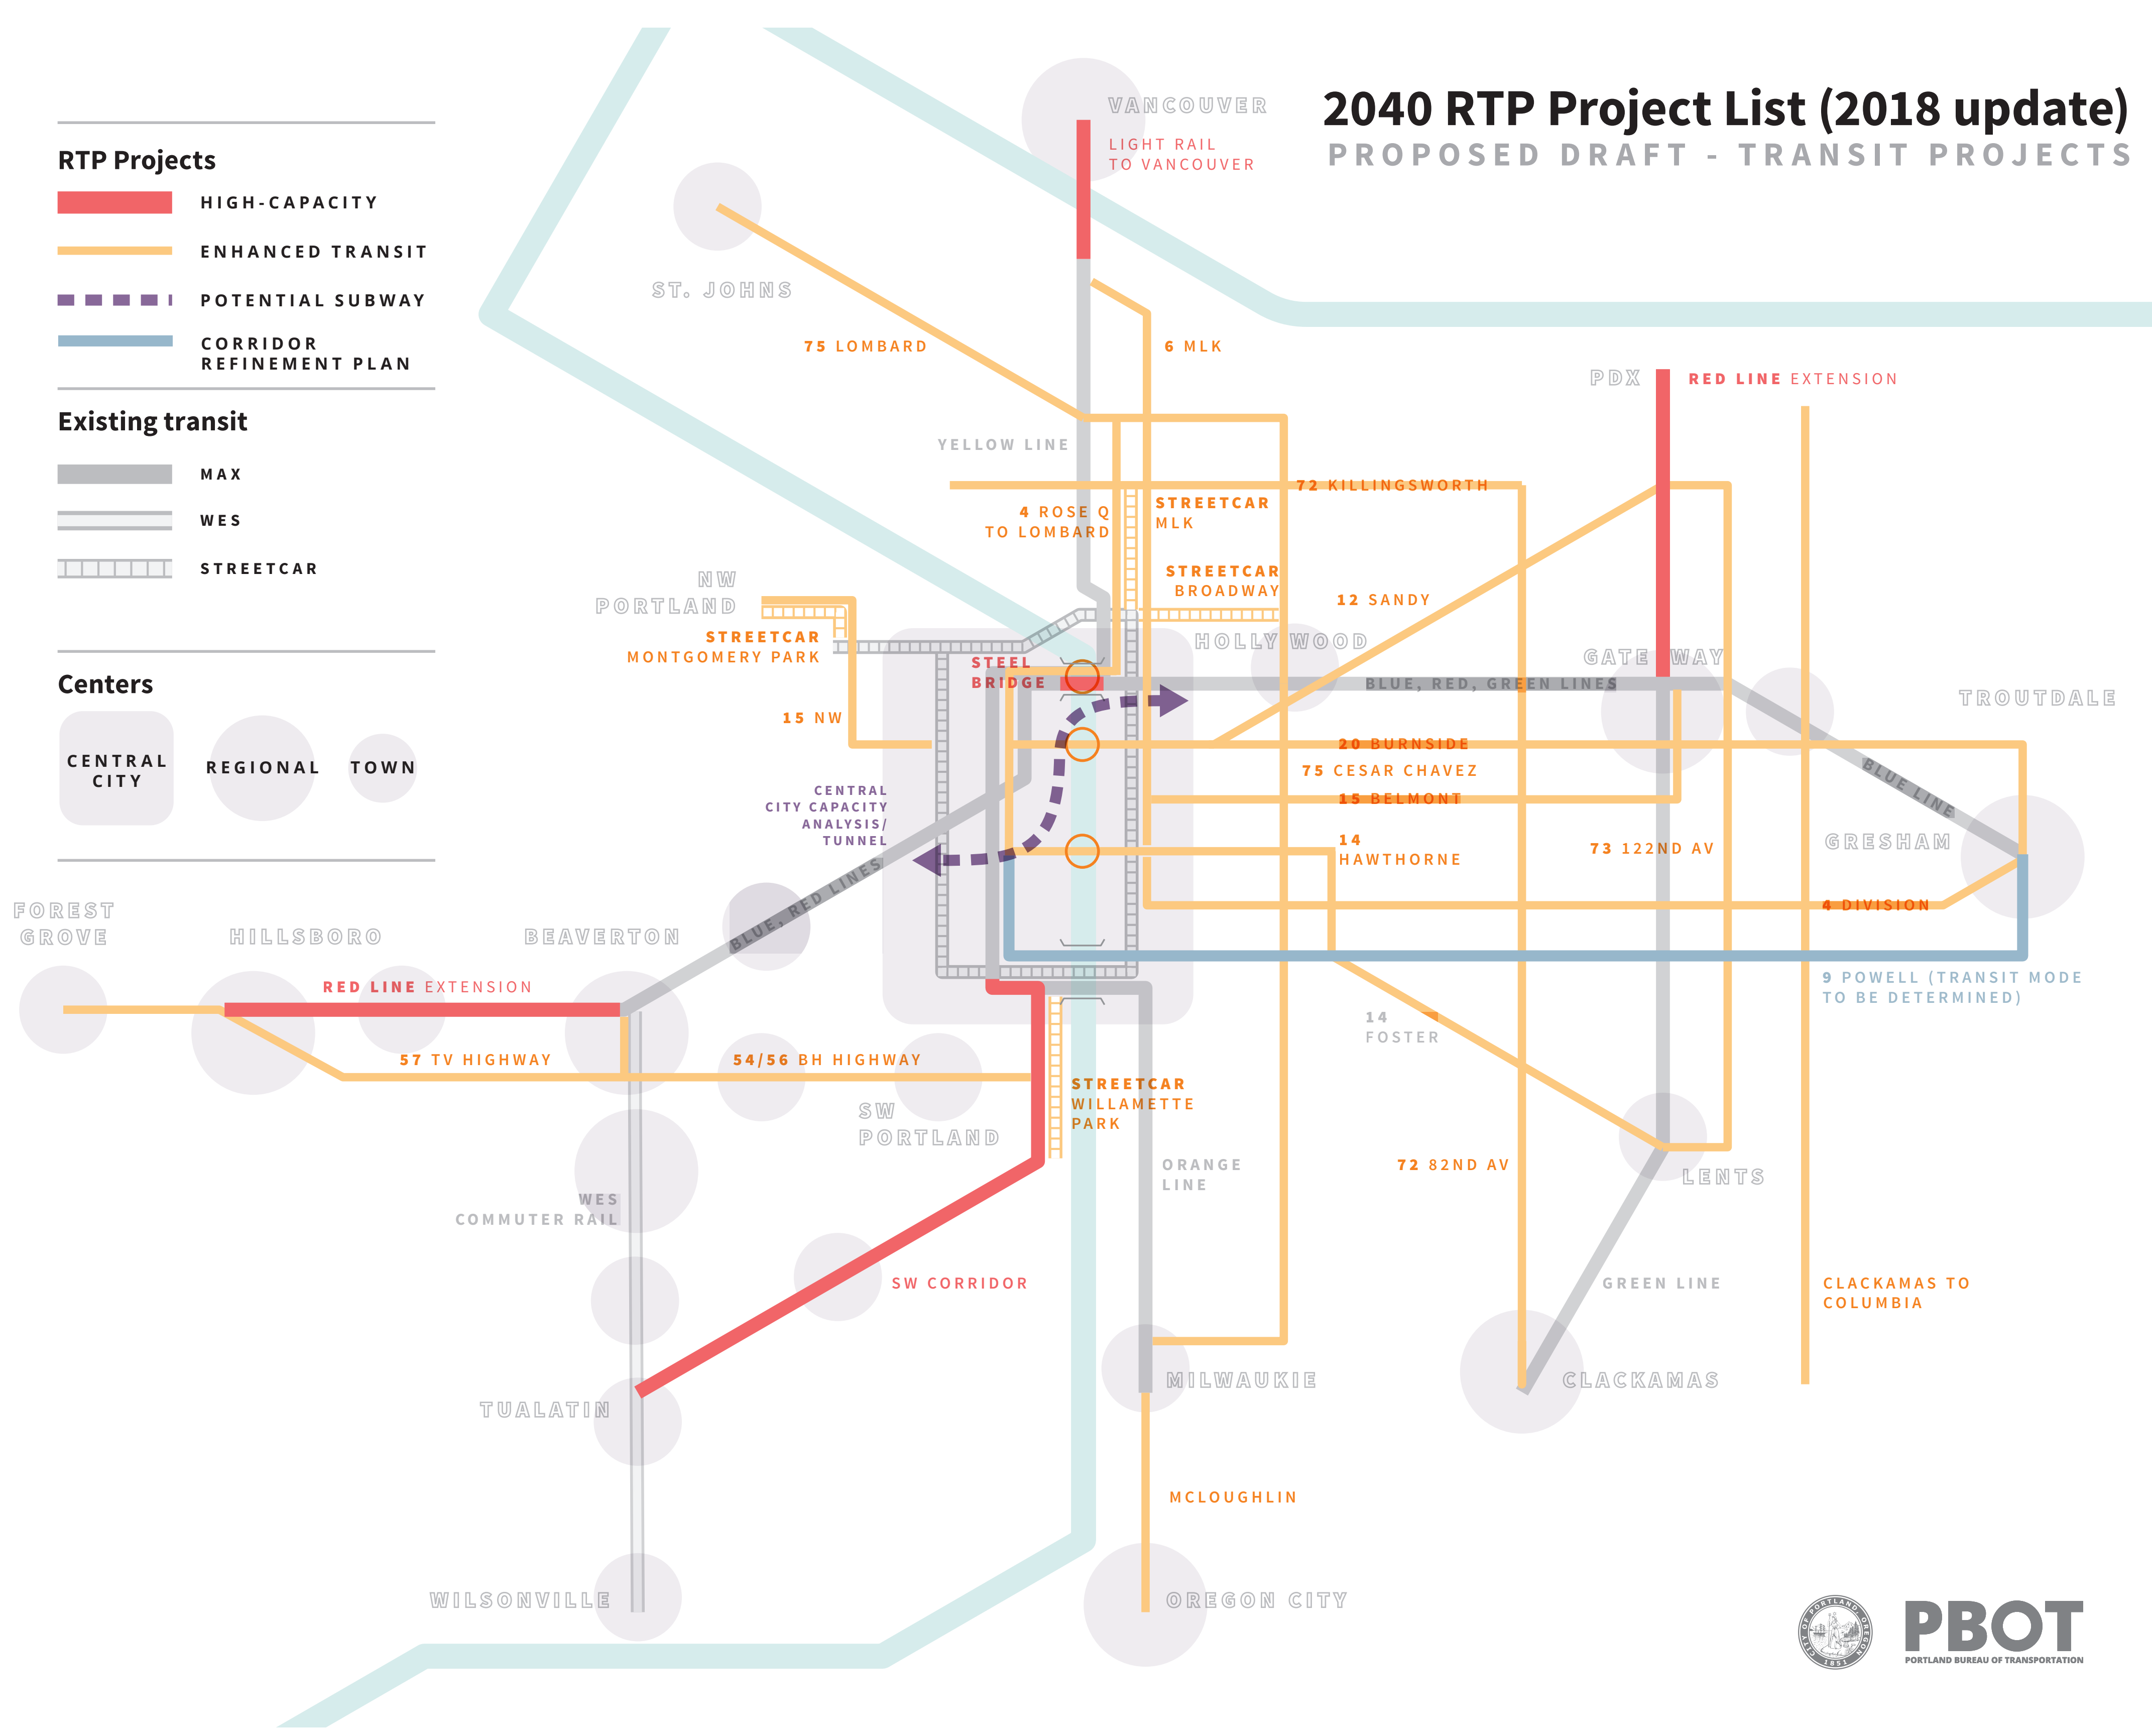 2040 RTP Project List (2018 update)
PROPOSED DRAFT - TRANSIT PROJECTS
RTP Projects
HIGH-CAPACITY
ENHANCED TRANSIT
POTENTIAL SUBWAY
CORRIDOR
REFINEMENT PLAN
Existing transit
MAX
WES
STREETCAR
Centers
CENTRAL
CITY
REGIONAL
TOWN
VANCOUVER
LIGHT RAIL
TO VANCOUVER
ST. JOHNS
75 LOMBARD
6 MLK
PDX
RED LINE EXTENSION
YELLOW LINE
72 KILLINGSWORTH
4 ROSE Q
TO LOMBARD
STREETCAR
MLK
STREETCAR
BROADWAY
NW
PORTLAND
12 SANDY
STREETCAR
MONTGOMERY PARK
HOLLYWOOD
STEEL
BRIDGE
GATEWAY
BLUE, RED, GREEN LINES
TROUTDALE
15 NW
20 BURNSIDE
75 CESAR CHAVEZ
15 BELMONT
BLUE LINE
CENTRAL
CITY CAPACITY
ANALYSIS/
TUNNEL
14
HAWTHORNE
73 122ND AV
GRESHAM
BLUE, RED LINES
4 DIVISION
FOREST
GROVE
HILLSBORO
BEAVERTON
RED LINE EXTENSION
9 POWELL (TRANSIT MODE
TO BE DETERMINED)
14
FOSTER
57 TV HIGHWAY
54/56 BH HIGHWAY
STREETCAR
WILLAMETTE
PARK
SW
PORTLAND
ORANGE
LINE
72 82ND AV
LENTS
WES
COMMUTER RAIL
SW CORRIDOR
GREEN LINE
CLACKAMAS TO
COLUMBIA
TUALATIN
MILWAUKIE
CLACKAMAS
MCLOUGHLIN
WILSONVILLE
OREGON CITY
CITY OF PORTLAND, OREGON
1851
PBOT
PORTLAND BUREAU OF TRANSPORTATION